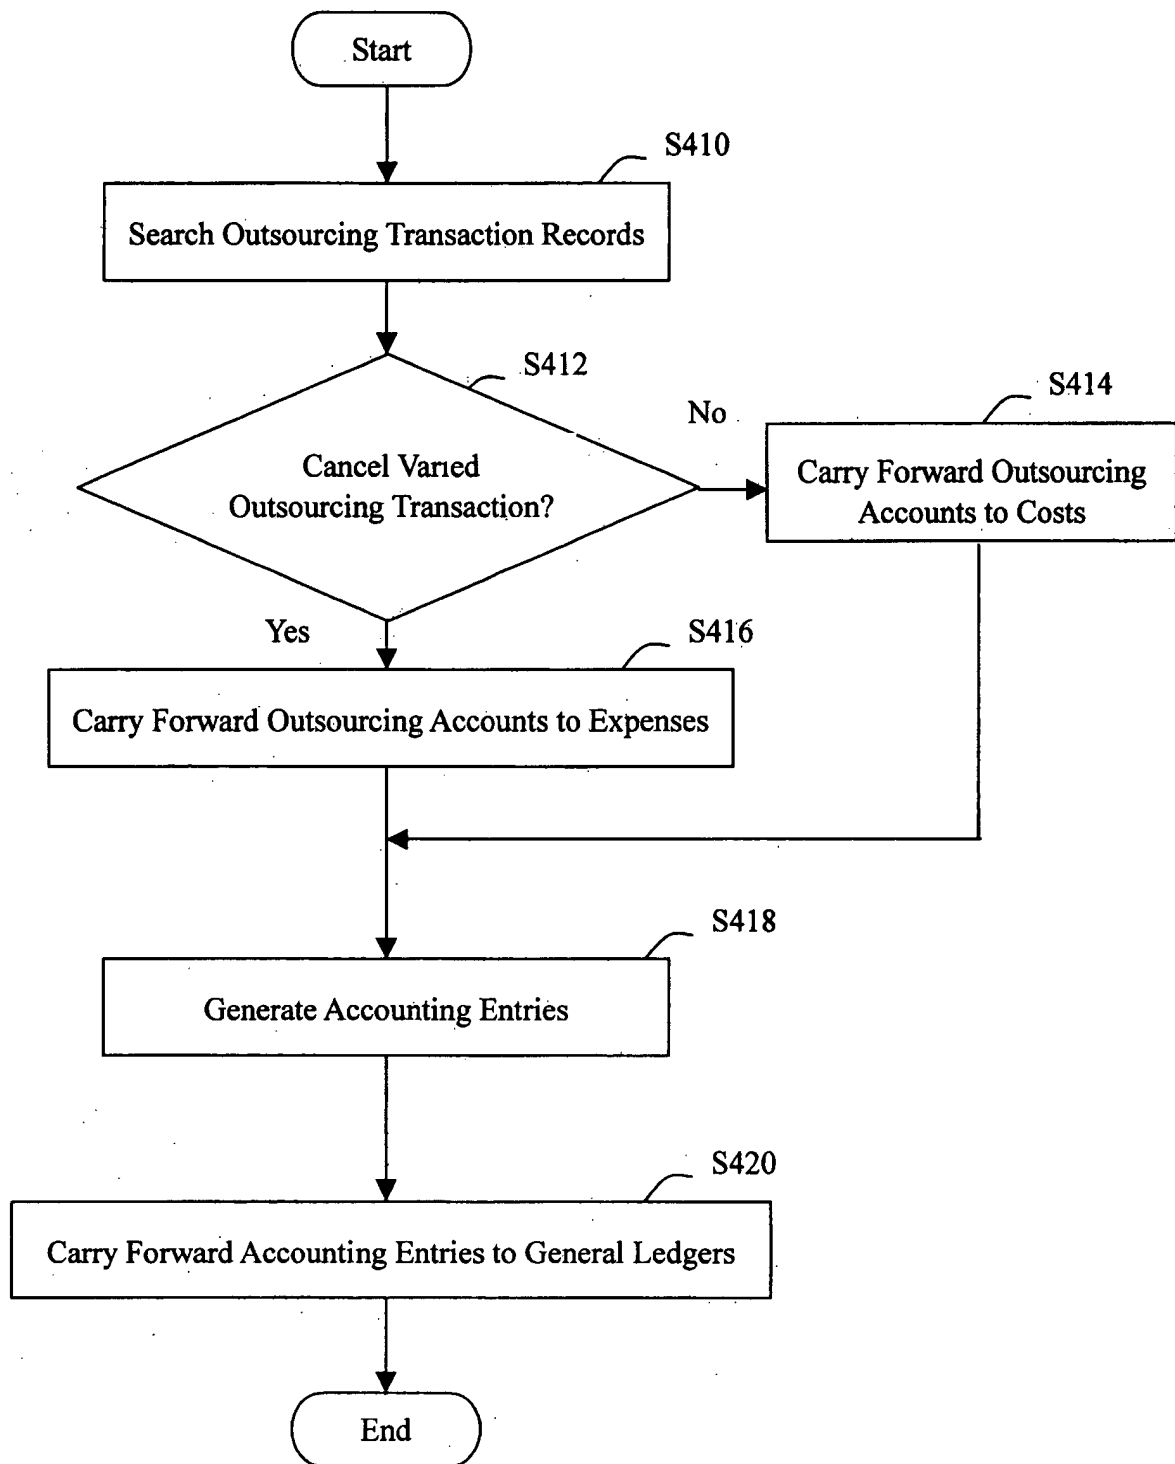 Start
S410
Search Outsourcing Transaction Records
S412
No
S414
Cancel Varied
Outsourcing Transaction?
Carry Forward Outsourcing
Accounts to Costs
Yes
S416
Carry Forward Outsourcing Accounts to Expenses
S418
Generate Accounting Entries
S420
Carry Forward Accounting Entries to General Ledgers
End